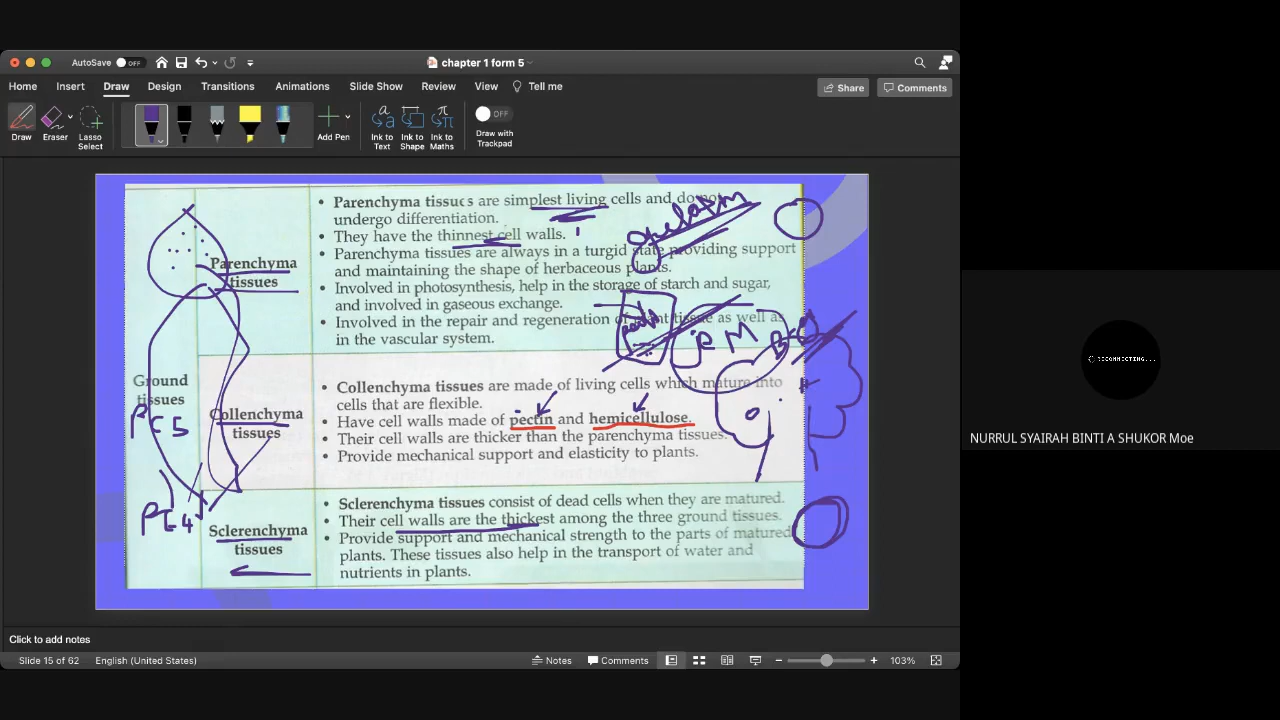 AutoSave OFF
chapter 1 form 5
Home Insert Draw Design Transitions Animations Slide Show Review View Tell me
Share Comments
Draw Eraser Lasso Select Add Pen Ink to Text Ink to Shape Ink to Maths OFF Draw with Trackpad
Ground tissues
Parenchyma tissues
• Parenchyma tissues are simplest living cells and do not
undergo differentiation.
• They have the thinnest cell walls.
• Parenchyma tissues are always in a turgid state providing support
and maintaining the shape of herbaceous plants.
• Involved in photosynthesis, help in the storage of starch and sugar,
and involved in gaseous exchange.
• Involved in the repair and regeneration of plant tissue as well as
in the vascular system.
Collenchyma tissues
• Collenchyma tissues are made of living cells which mature into
cells that are flexible.
• Have cell walls made of pectin and hemicellulose.
• Their cell walls are thicker than the parenchyma tissues.
• Provide mechanical support and elasticity to plants.
Sclerenchyma tissues
• Sclerenchyma tissues consist of dead cells when they are matured.
• Their cell walls are the thickest among the three ground tissues.
• Provide support and mechanical strength to the parts of matured
plants. These tissues also help in the transport of water and
nutrients in plants.
Click to add notes
Slide 15 of 62 English (United States) Notes Comments 103%
RECONNECTING...
NURRUL SYAIRAH BINTI A SHUKOR Moe